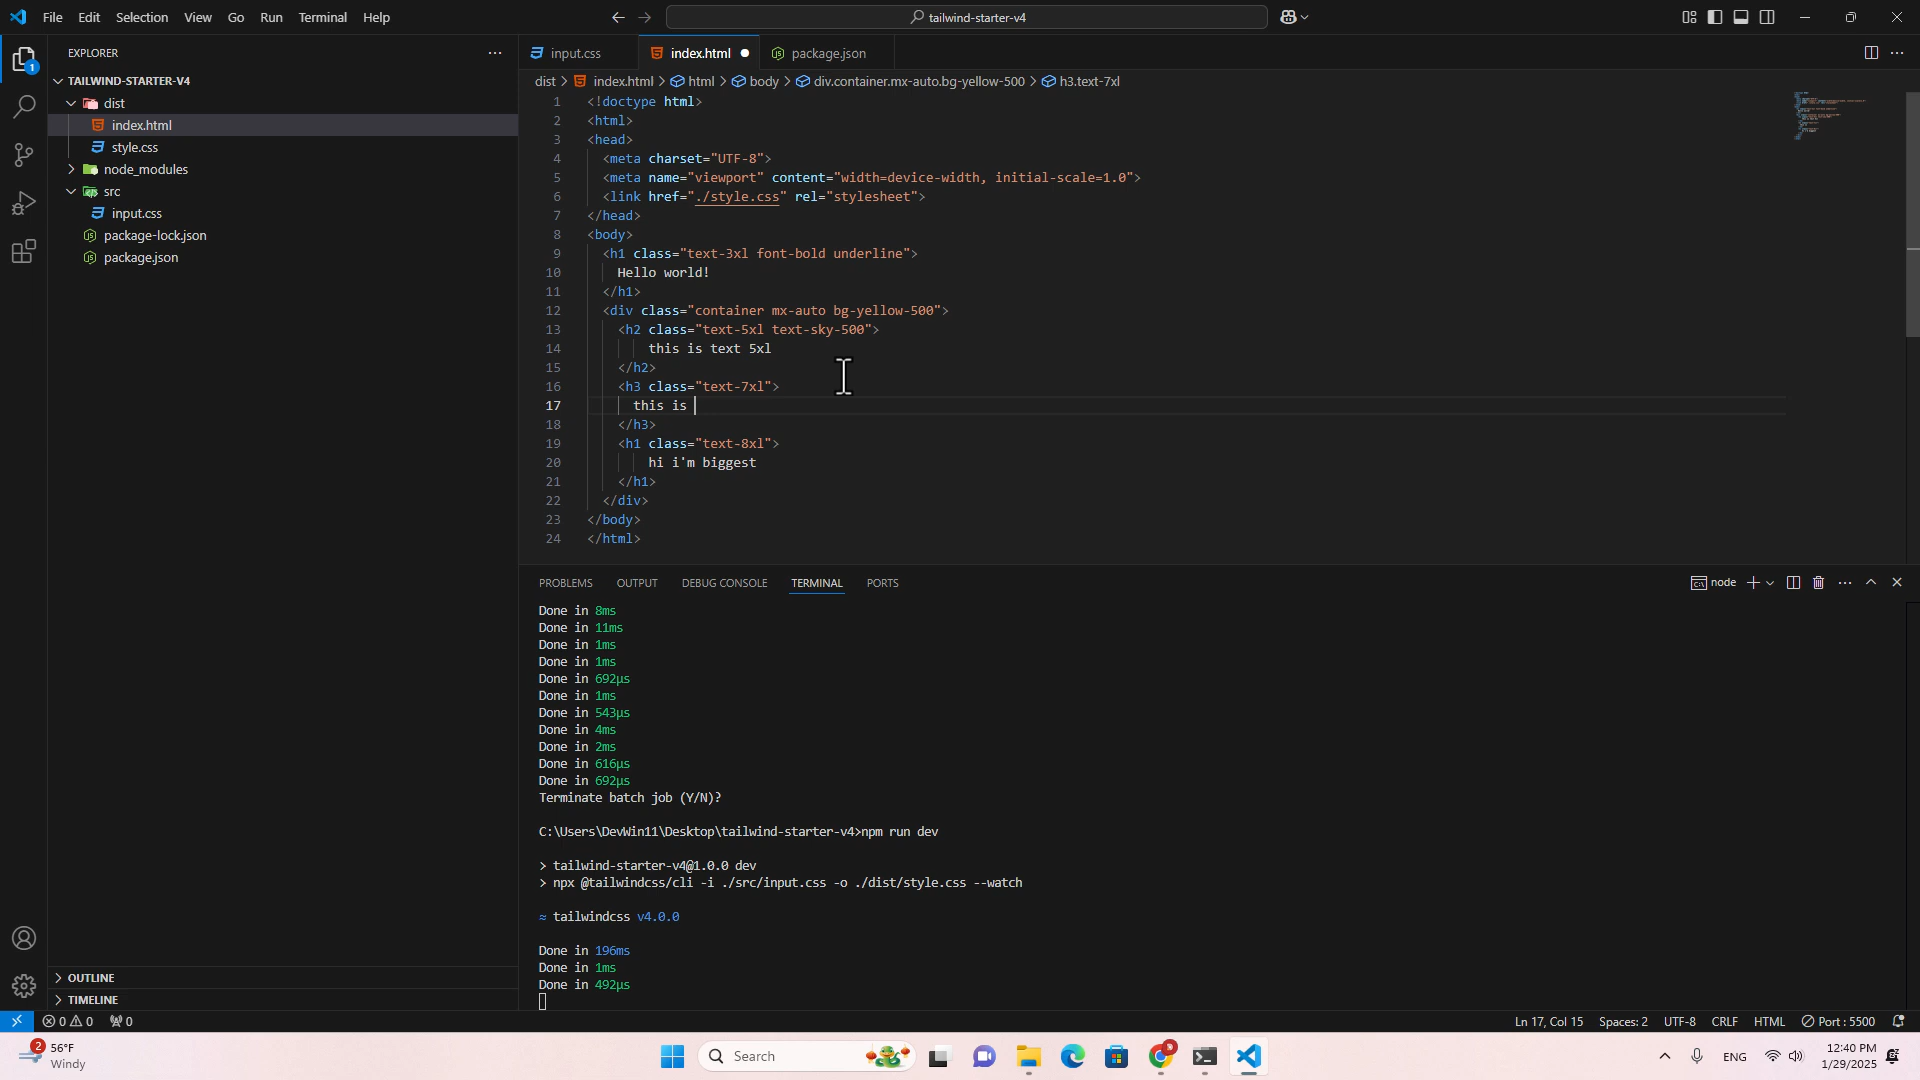 File Edit Selection View Go Run Terminal Help
tailwind-starter-v4
EXPLORER
TAILWIND-STARTER-V4
dist
index.html
style.css
node_modules
src
input.css
package-lock.json
package.json
OUTLINE
TIMELINE
1
input.css index.html package.json
dist > index.html > html > body > div.container.mx-auto.bg-yellow-500 > h3.text-7xl
1 <!doctype html>
2 <html>
3 <head>
4 <meta charset="UTF-8">
5 <meta name="viewport" content="width=device-width, initial-scale=1.0">
6 <link href="./style.css" rel="stylesheet">
7 </head>
8 <body>
9 <h1 class="text-3xl font-bold underline">
10 Hello world!
11 </h1>
12 <div class="container mx-auto bg-yellow-500">
13 <h2 class="text-5xl text-sky-500">
14 this is text 5xl
15 </h2>
16 <h3 class="text-7xl">
17 this is
18 </h3>
19 <h1 class="text-8xl">
20 hi i'm biggest
21 </h1>
22 </div>
23 </body>
24 </html>
PROBLEMS OUTPUT DEBUG CONSOLE TERMINAL PORTS
node
Done in 8ms
Done in 11ms
Done in 1ms
Done in 1ms
Done in 692µs
Done in 1ms
Done in 543µs
Done in 4ms
Done in 2ms
Done in 616µs
Done in 692µs
Terminate batch job (Y/N)?
C:\Users\DevWin11\Desktop\tailwind-starter-v4>npm run dev
> tailwind-starter-v4@1.0.0 dev
> npx @tailwindcss/cli -i ./src/input.css -o ./dist/style.css --watch
≈ tailwindcss v4.0.0
Done in 196ms
Done in 1ms
Done in 492µs
0 0 0
Ln 17, Col 15 Spaces: 2 UTF-8 CRLF HTML Port : 5500
2
56°F
Windy
Search
ENG
12:40 PM
1/29/2025